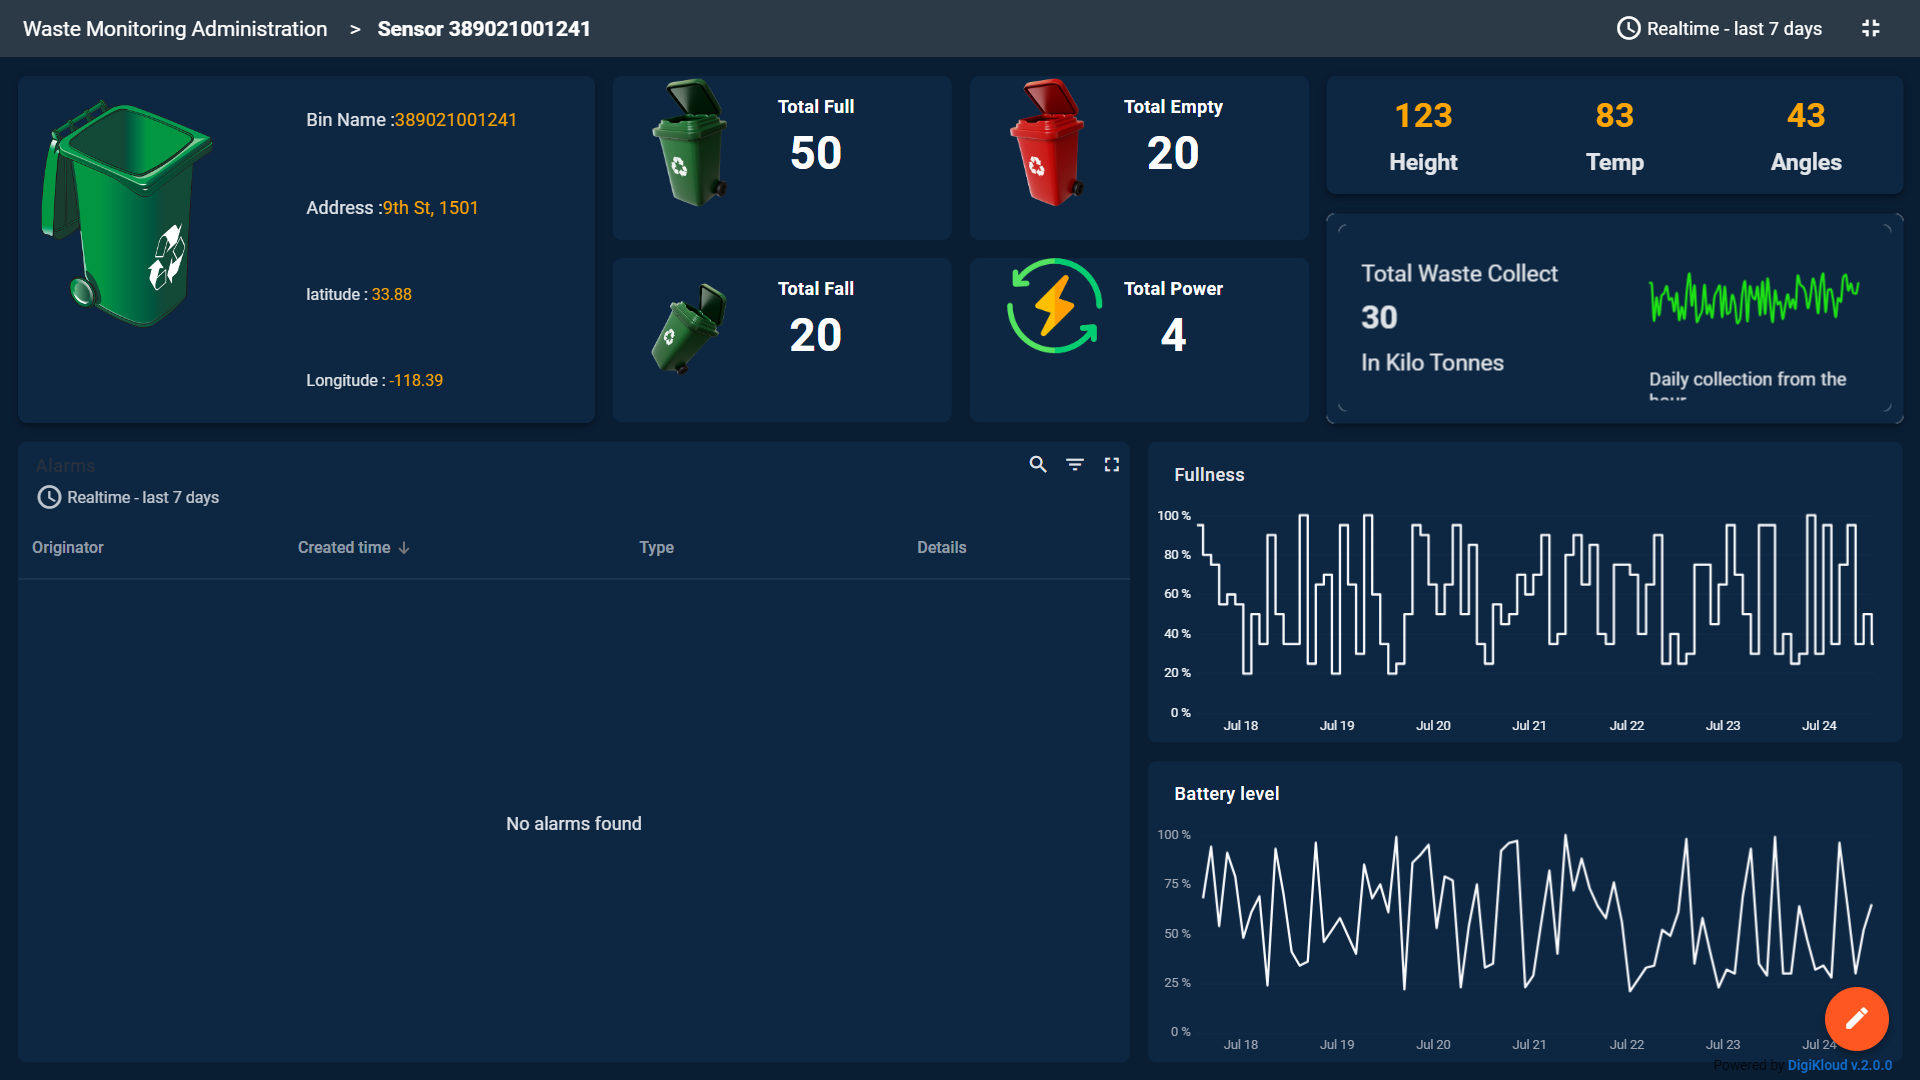 Waste Monitoring Administration > Sensor 389021001241
Realtime - last 7 days
Bin Name :389021001241
Address :9th St, 1501
latitude : 33.88
Longitude : -118.39
Total Full
50
Total Empty
20
Total Fall
20
Total Power
4
123 83 43
Height Temp Angles
Total Waste Collect
30
In Kilo Tonnes
Daily collection from the
hour
Alarms
Realtime - last 7 days
Originator Created time Type Details
No alarms found
Fullness
100 %
80 %
60 %
40 %
20 %
0 %
Jul 18 Jul 19 Jul 20 Jul 21 Jul 22 Jul 23 Jul 24
Battery level
100 %
75 %
50 %
25 %
0 %
Jul 18 Jul 19 Jul 20 Jul 21 Jul 22 Jul 23 Jul 24
Powered by DigiKloud v.2.0.0